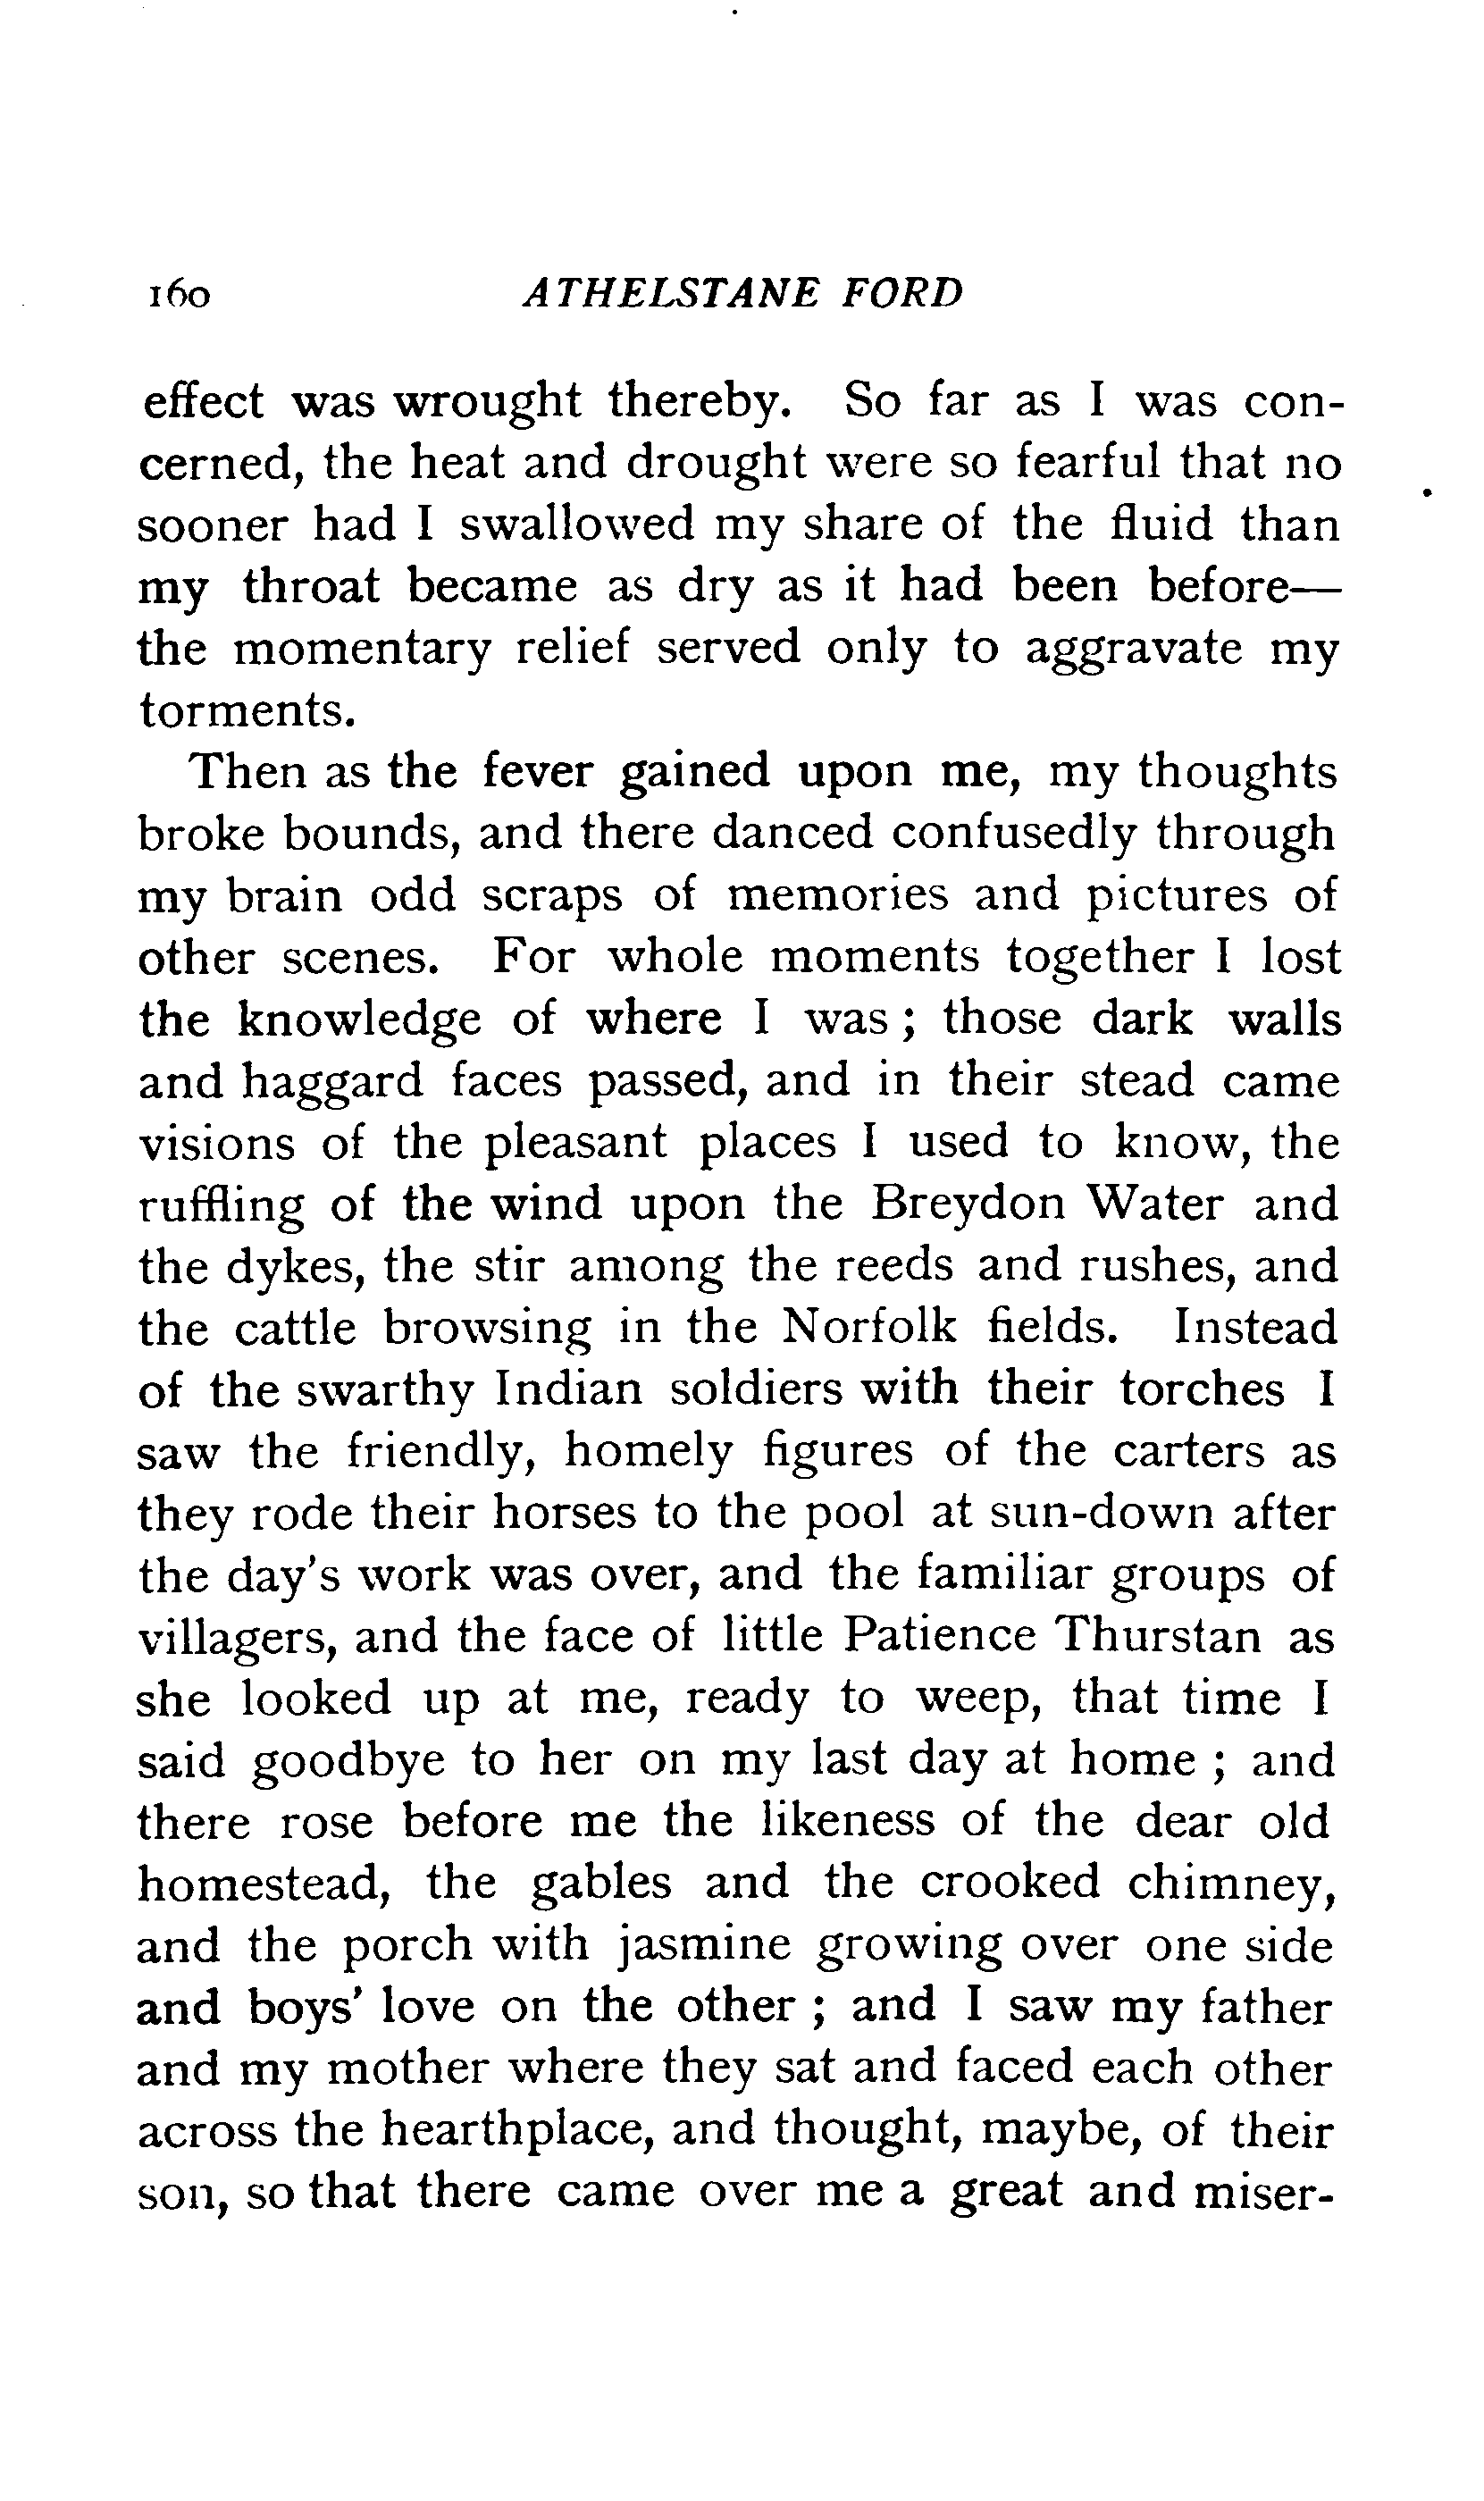 160 ATHELSTANE FORD
effect was wrought thereby. So far as I was con-
cerned, the heat and drought were so fearful that no
sooner had I swallowed my share of the fluid than
my throat became as dry as it had been before—
the momentary relief served only to aggravate my
torments.
Then as the fever gained upon me, my thoughts
broke bounds, and there danced confusedly through
my brain odd scraps of memories and pictures of
other scenes. For whole moments together I lost
the knowledge of where I was ; those dark walls
and haggard faces passed, and in their stead came
visions of the pleasant places I used to know, the
ruffling of the wind upon the Breydon Water and
the dykes, the stir among the reeds and rushes, and
the cattle browsing in the Norfolk fields. Instead
of the swarthy Indian soldiers with their torches I
saw the friendly, homely figures of the carters as
they rode their horses to the pool at sun-down after
the day's work was over, and the familiar groups of
villagers, and the face of little Patience Thurstan as
she looked up at me, ready to weep, that time I
said goodbye to her on my last day at home ; and
there rose before me the likeness of the dear old
homestead, the gables and the crooked chimney,
and the porch with jasmine growing over one side
and boys' love on the other ; and I saw my father
and my mother where they sat and faced each other
across the hearthplace, and thought, maybe, of their
son, so that there came over me a great and miser-